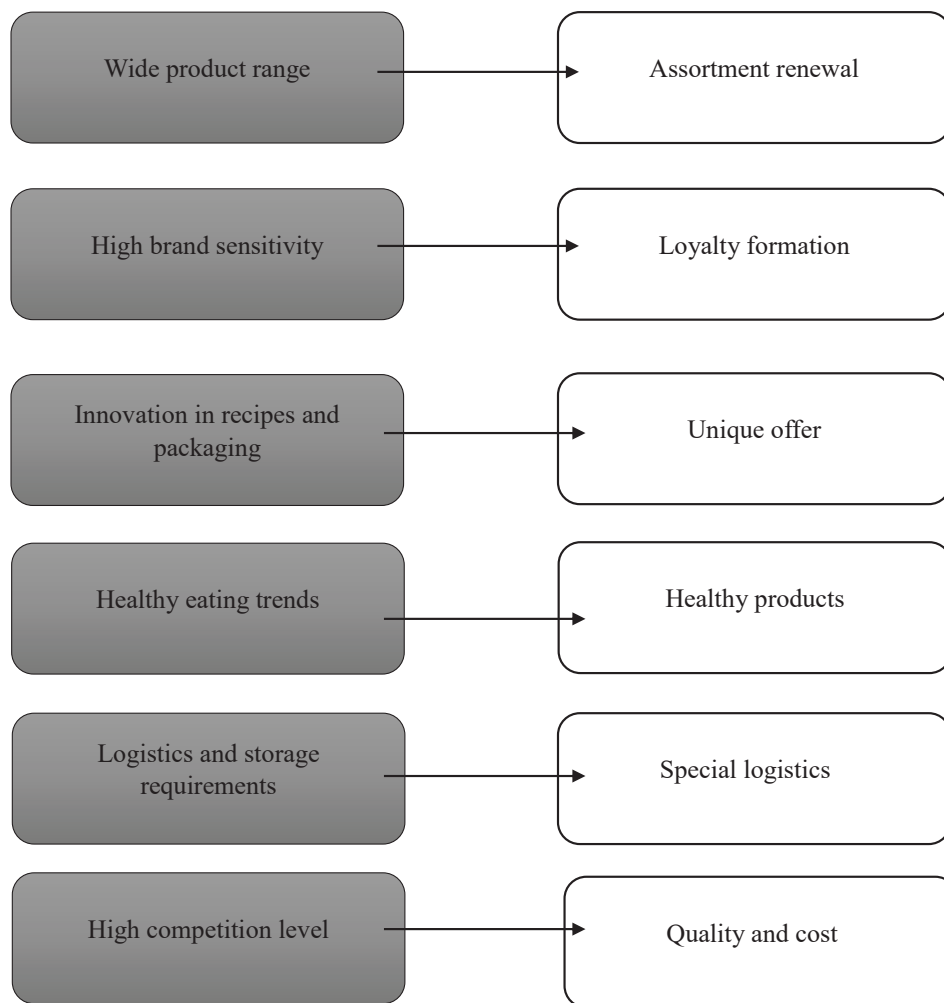 Wide product range
Assortment renewal
High brand sensitivity
Loyalty formation
Innovation in recipes and
packaging
Unique offer
Healthy eating trends
Healthy products
Logistics and storage
requirements
Special logistics
High competition level
Quality and cost